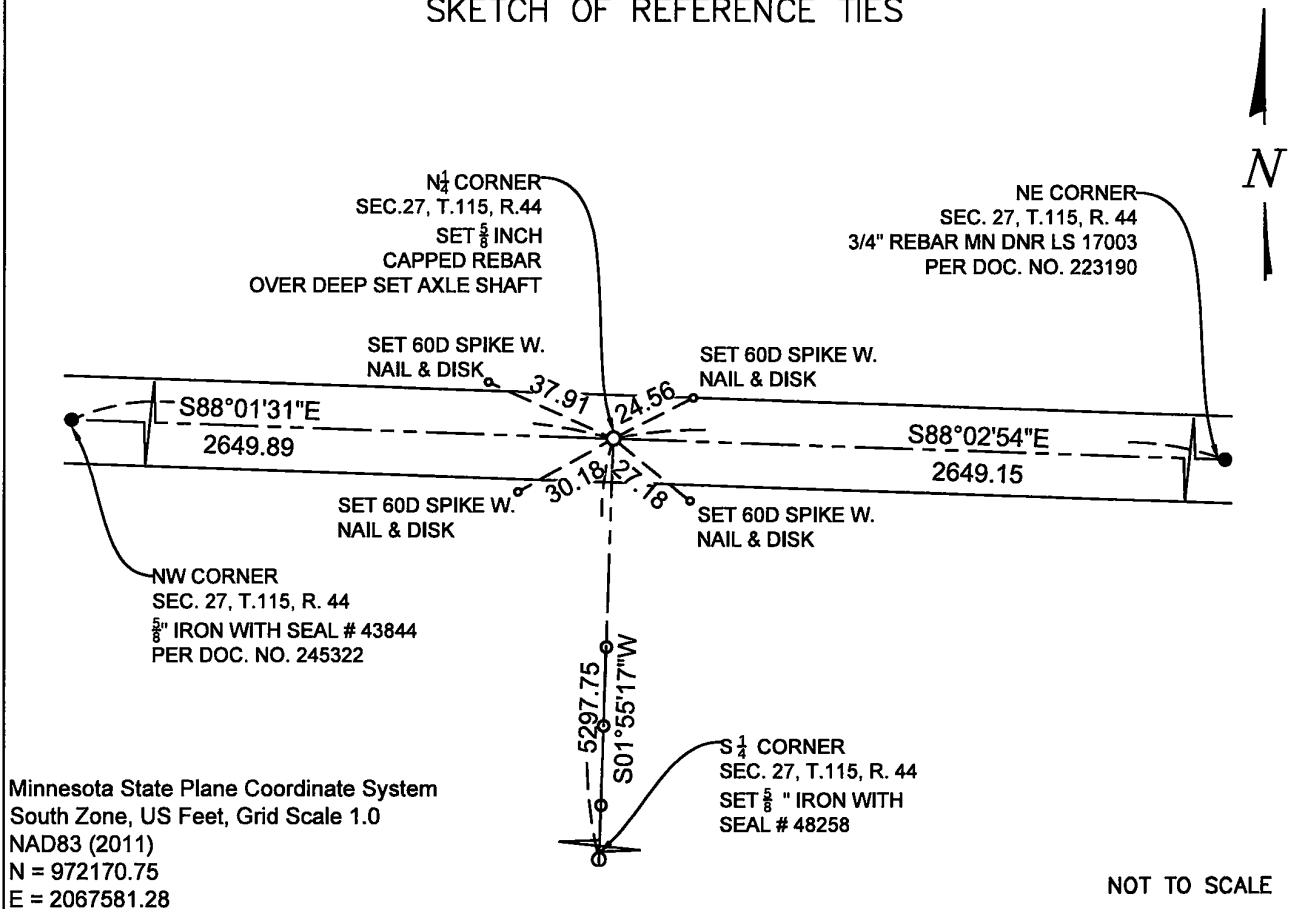 SKETCH OF REFERENCE TIES
N
N¼ CORNER
SEC.27, T.115, R.44
SET ⅝ INCH
CAPPED REBAR
OVER DEEP SET AXLE SHAFT
NE CORNER
SEC. 27, T.115, R. 44
3/4" REBAR MN DNR LS 17003
PER DOC. NO. 223190
SET 60D SPIKE W.
NAIL & DISK
SET 60D SPIKE W.
NAIL & DISK
37.91
24.56
S88°01'31"E
2649.89
S88°02'54"E
2649.15
30.18
27.18
SET 60D SPIKE W.
NAIL & DISK
SET 60D SPIKE W.
NAIL & DISK
NW CORNER
SEC. 27, T.115, R. 44
⅝" IRON WITH SEAL # 43844
PER DOC. NO. 245322
5297.75
S01°55'17"W
S ¼ CORNER
SEC. 27, T.115, R. 44
SET ⅝ " IRON WITH
SEAL # 48258
Minnesota State Plane Coordinate System
South Zone, US Feet, Grid Scale 1.0
NAD83 (2011)
N = 972170.75
E = 2067581.28
NOT TO SCALE